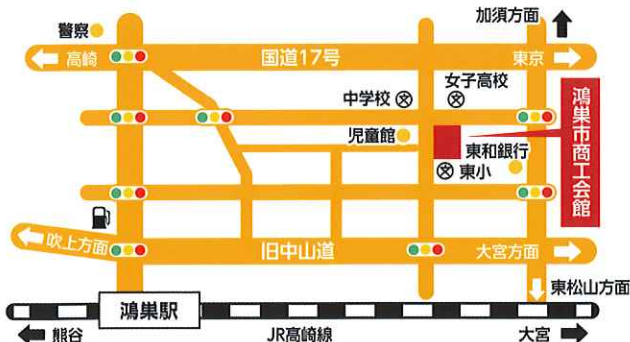 加須方面
警察
高崎
国道17号
東京
女子高校
中学校
児童館
東和銀行
東小
鴻巣市商工会館
吹上方面
旧中山道
大宮方面
東松山方面
鴻巣駅
熊谷
JR高崎線
大宮